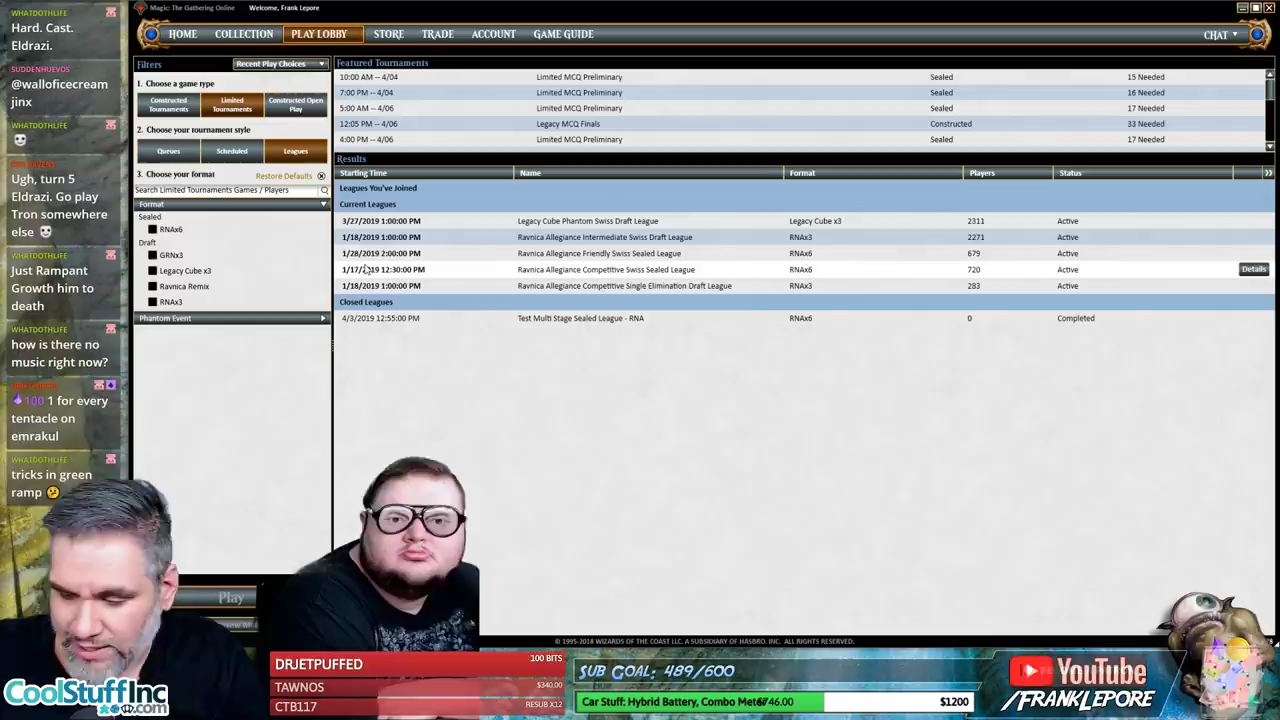 Magic: The Gathering Online
Welcome, Frank Lepore
HOME
COLLECTION
PLAY LOBBY
STORE
TRADE
ACCOUNT
GAME GUIDE
CHAT
WHATDOTHLIFE
Hard. Cast.
Eldrazi.
SUDDENHUEVOS
@walloficecream
jinx
WHATDOTHLIFE
Ugh, turn 5
Eldrazi. Go play
Tron somewhere
else
WHATDOTHLIFE
Just Rampant
Growth him to
death
WHATDOTHLIFE
how is there no
music right now?
100 1 for every
tentacle on
emrakul
WHATDOTHLIFE
tricks in green
ramp
Filters
Recent Play Choices
1. Choose a game type
Constructed Tournaments
Limited Tournaments
Constructed Open Play
2. Choose your tournament style
Queues
Scheduled
Leagues
3. Choose your format
Restore Defaults
Search Limited Tournaments Games / Players
Format
Sealed
RNAx6
Draft
GRNx3
Legacy Cube x3
Ravnica Remix
RNAx3
Phantom Event
Play
Featured Tournaments
10:00 AM -- 4/04 Limited MCQ Preliminary Sealed 15 Needed
7:00 PM -- 4/04 Limited MCQ Preliminary Sealed 16 Needed
5:00 AM -- 4/06 Limited MCQ Preliminary Sealed 17 Needed
12:05 PM -- 4/06 Legacy MCQ Finals Constructed 33 Needed
4:00 PM -- 4/06 Limited MCQ Preliminary Sealed 17 Needed
Results
Starting Time Name Format Players Status
Leagues You've Joined
Current Leagues
3/27/2019 1:00:00 PM Legacy Cube Phantom Swiss Draft League Legacy Cube x3 2311 Active
1/18/2019 1:00:00 PM Ravnica Allegiance Intermediate Swiss Draft League RNAx3 2271 Active
1/28/2019 2:00:00 PM Ravnica Allegiance Friendly Swiss Sealed League RNAx6 679 Active
12:30:00 PM Ravnica Allegiance Competitive Swiss Sealed League RNAx6 720 Active Details
1/18/2019 1:00:00 PM Ravnica Allegiance Competitive Single Elimination Draft League RNAx3 283 Active
Closed Leagues
4/3/2019 12:55:00 PM Test Multi Stage Sealed League - RNA RNAx6 0 Completed
© 1995-2018 WIZARDS OF THE COAST LLC, A SUBSIDIARY OF HASBRO, INC. ALL RIGHTS RESERVED.
CoolStuffInc
.com
DRJETPUFFED 100 BITS
TAWNOS $340.00
CTB117 RESUB X12
SUB GOAL: 489/600
Car Stuff: Hybrid Battery, Combo Meter $746.00 $1200
YouTube
/FRANKLEPORE